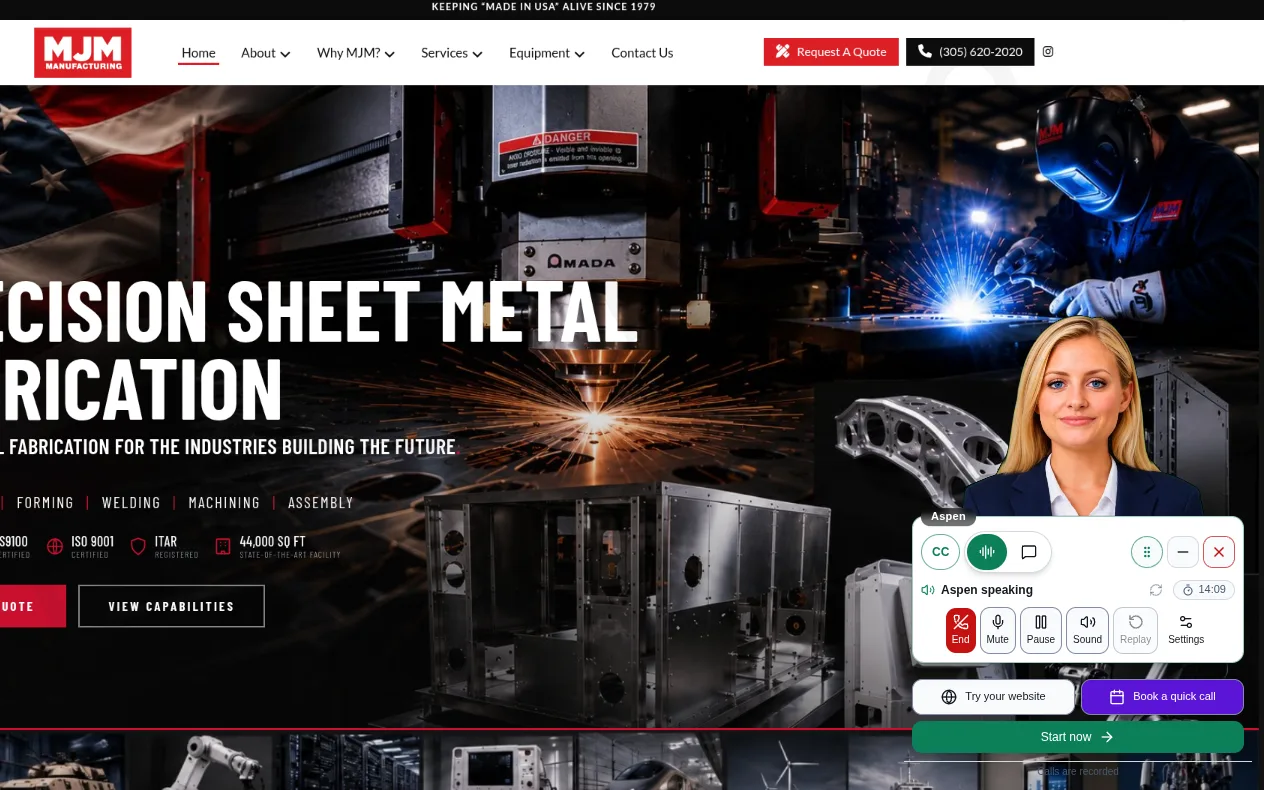 KEEPING “MADE IN USA” ALIVE SINCE 1979
MJM
MANUFACTURING
Home
About
Why MJM?
Services
Equipment
Contact Us
Request A Quote
(305) 620-2020
DANGER
AMADA
MJM
MJM
ECISION SHEET METAL
RICATION
L FABRICATION FOR THE INDUSTRIES BUILDING THE FUTURE
FORMING | WELDING | MACHINING | ASSEMBLY
S9100
ERTIFIED
ISO 9001
CERTIFIED
ITAR
REGISTERED
44,000 SQ FT
STATE-OF-THE-ART FACILITY
UOTE
VIEW CAPABILITIES
Aspen
CC
Aspen speaking
14:09
End
Mute
Pause
Sound
Replay
Settings
Try your website
Book a quick call
Start now
Calls are recorded